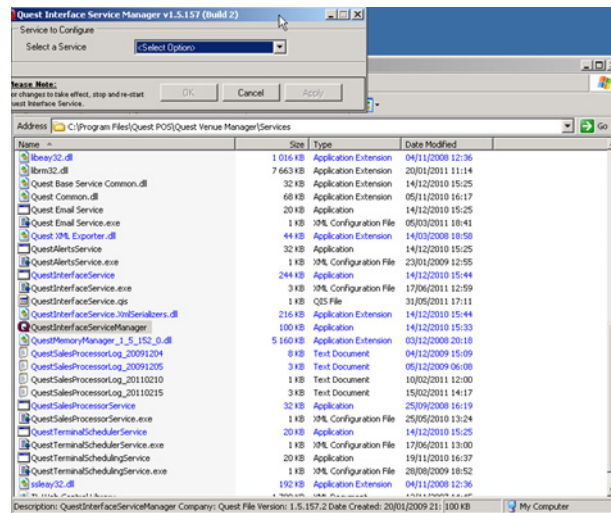 Quest Interface Service Manager v1.5.157 (Build 2)
Service to Configure
Select a Service <Select Option>
lease Note:
or changes to take effect, stop and re-start
uest Interface Service.
OK Cancel Apply
Address C:\Program Files\Quest POS\Quest Venue Manager\Services Go
Name Size Type Date Modified
libeay32.dll 1 016 KB Application Extension 04/11/2008 12:36
librm32.dll 7 663 KB Application Extension 20/01/2011 11:14
Quest Base Service Common.dll 32 KB Application Extension 14/12/2010 15:25
Quest Common.dll 68 KB Application Extension 05/11/2010 16:17
Quest Email Service 20 KB Application 14/12/2010 15:25
Quest Email Service.exe 1 KB XML Configuration File 05/03/2011 18:41
Quest XML Exporter.dll 44 KB Application Extension 14/03/2008 18:58
QuestAlertsService 32 KB Application 14/12/2010 15:25
QuestAlertsService.exe 1 KB XML Configuration File 23/01/2009 12:55
QuestInterfaceService 244 KB Application 14/12/2010 15:44
QuestInterfaceService.exe 3 KB XML Configuration File 17/06/2011 12:59
QuestInterfaceService.qis 1 KB QIS File 31/05/2011 17:11
QuestInterfaceService.XmlSerializers.dll 216 KB Application Extension 14/12/2010 15:44
QuestInterfaceServiceManager 100 KB Application 14/12/2010 15:33
QuestMemoryManager_1_5_152_0.dll 5 160 KB Application Extension 03/12/2008 20:18
QuestSalesProcessorLog_20091204 8 KB Text Document 04/12/2009 15:09
QuestSalesProcessorLog_20091205 3 KB Text Document 05/12/2009 06:08
QuestSalesProcessorLog_20110210 1 KB Text Document 10/02/2011 12:00
QuestSalesProcessorLog_20110215 3 KB Text Document 15/02/2011 14:17
QuestSalesProcessorService 32 KB Application 25/09/2008 16:19
QuestSalesProcessorService.exe 1 KB XML Configuration File 25/05/2010 13:24
QuestTerminalSchedulerService 20 KB Application 14/12/2010 15:25
QuestTerminalSchedulerService.exe 1 KB XML Configuration File 17/06/2011 13:00
QuestTerminalSchedulingService 20 KB Application 19/11/2010 16:37
QuestTerminalSchedulingService.exe 1 KB XML Configuration File 28/08/2009 18:52
ssleay32.dll 192 KB Application Extension 04/11/2008 12:36
Description: QuestInterfaceServiceManager Company: Quest File Version: 1.5.157.2 Date Created: 20/01/2009 21: 100 KB My Computer